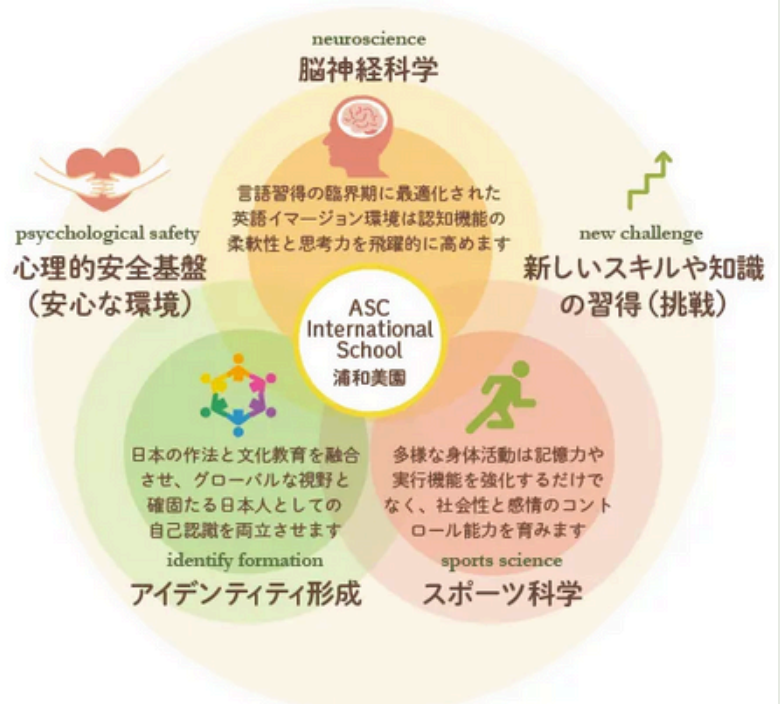 neuroscience
脳神経科学
言語習得の臨界期に最適化された
英語イマージョン環境は認知機能の
柔軟性と思考力を飛躍的に高めます
psycchological safety
心理的安全基盤
（安心な環境）
new challenge
新しいスキルや知識
の習得（挑戦）
ASC
International
School
浦和美園
日本の作法と文化教育を融合
させ、グローバルな視野と
確固たる日本人としての
自己認識を両立させます
identify formation
アイデンティティ形成
多様な身体活動は記憶力や
実行機能を強化するだけで
なく、社会性と感情のコント
ロール能力を育みます
sports science
スポーツ科学